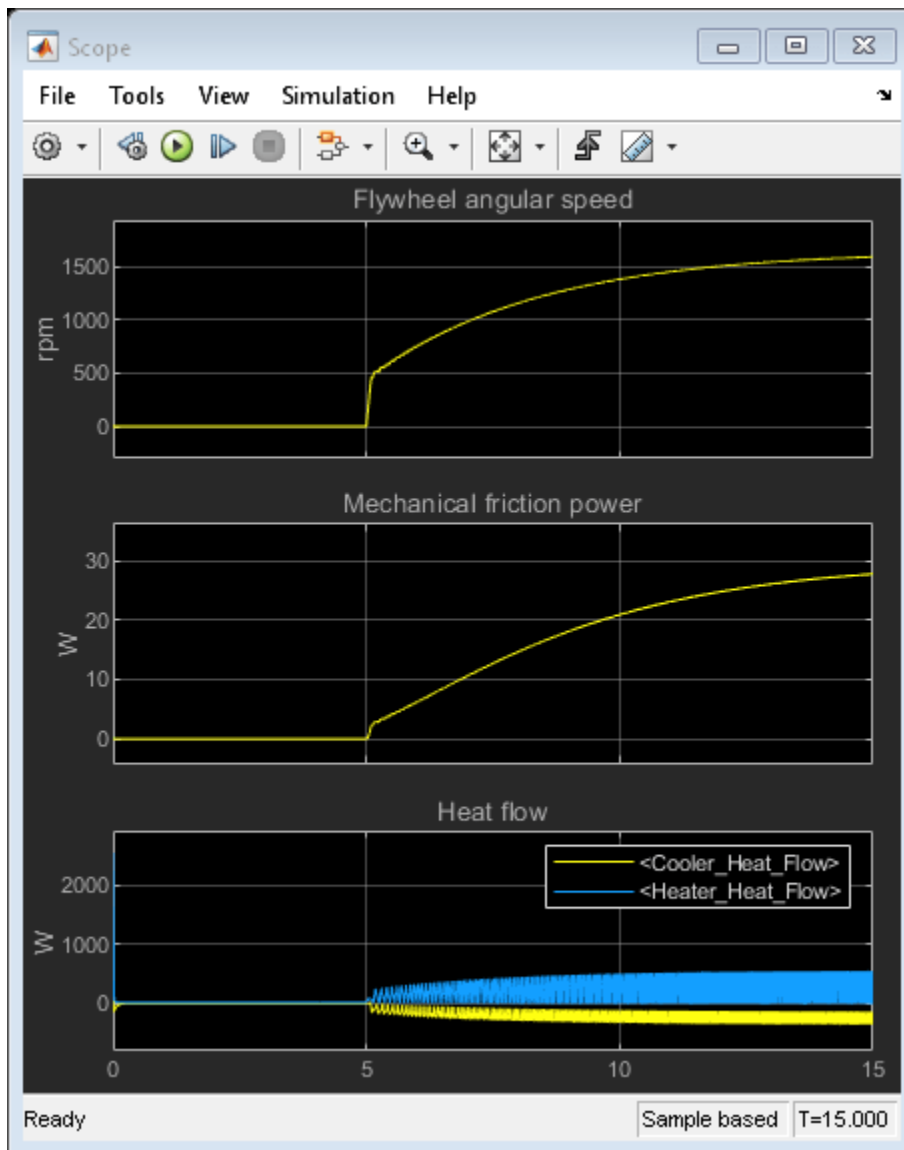 Scope
File Tools View Simulation Help
Flywheel angular speed
1500
1000
500
0
rpm
Mechanical friction power
30
20
10
0
W
Heat flow
<Cooler_Heat_Flow>
<Heater_Heat_Flow>
2000
1000
0
W
0 5 10 15
Ready Sample based T=15.000